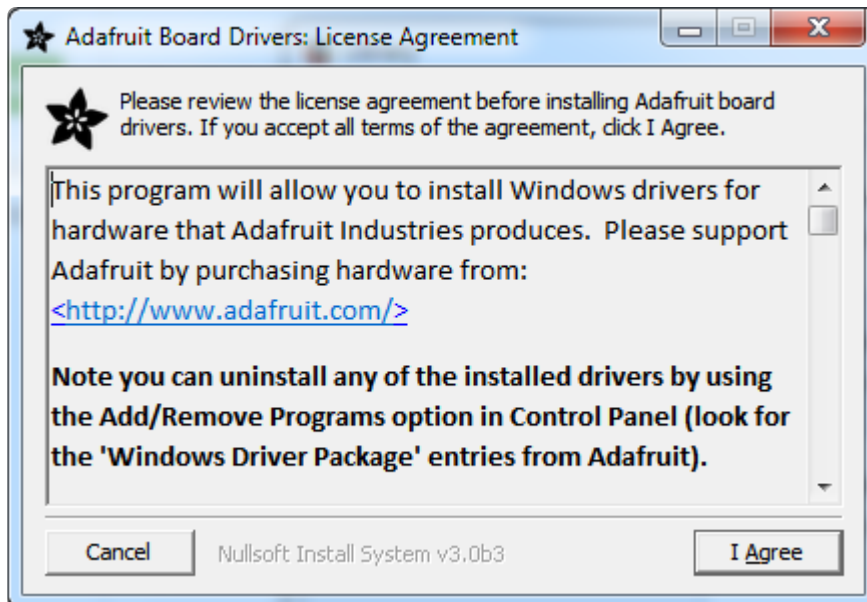 Adafruit Board Drivers: License Agreement
Please review the license agreement before installing Adafruit board
drivers. If you accept all terms of the agreement, click I Agree.
This program will allow you to install Windows drivers for
hardware that Adafruit Industries produces.  Please support
Adafruit by purchasing hardware from:
<http://www.adafruit.com/>
Note you can uninstall any of the installed drivers by using
the Add/Remove Programs option in Control Panel (look for
the 'Windows Driver Package' entries from Adafruit).
Cancel Nullsoft Install System v3.0b3 I Agree